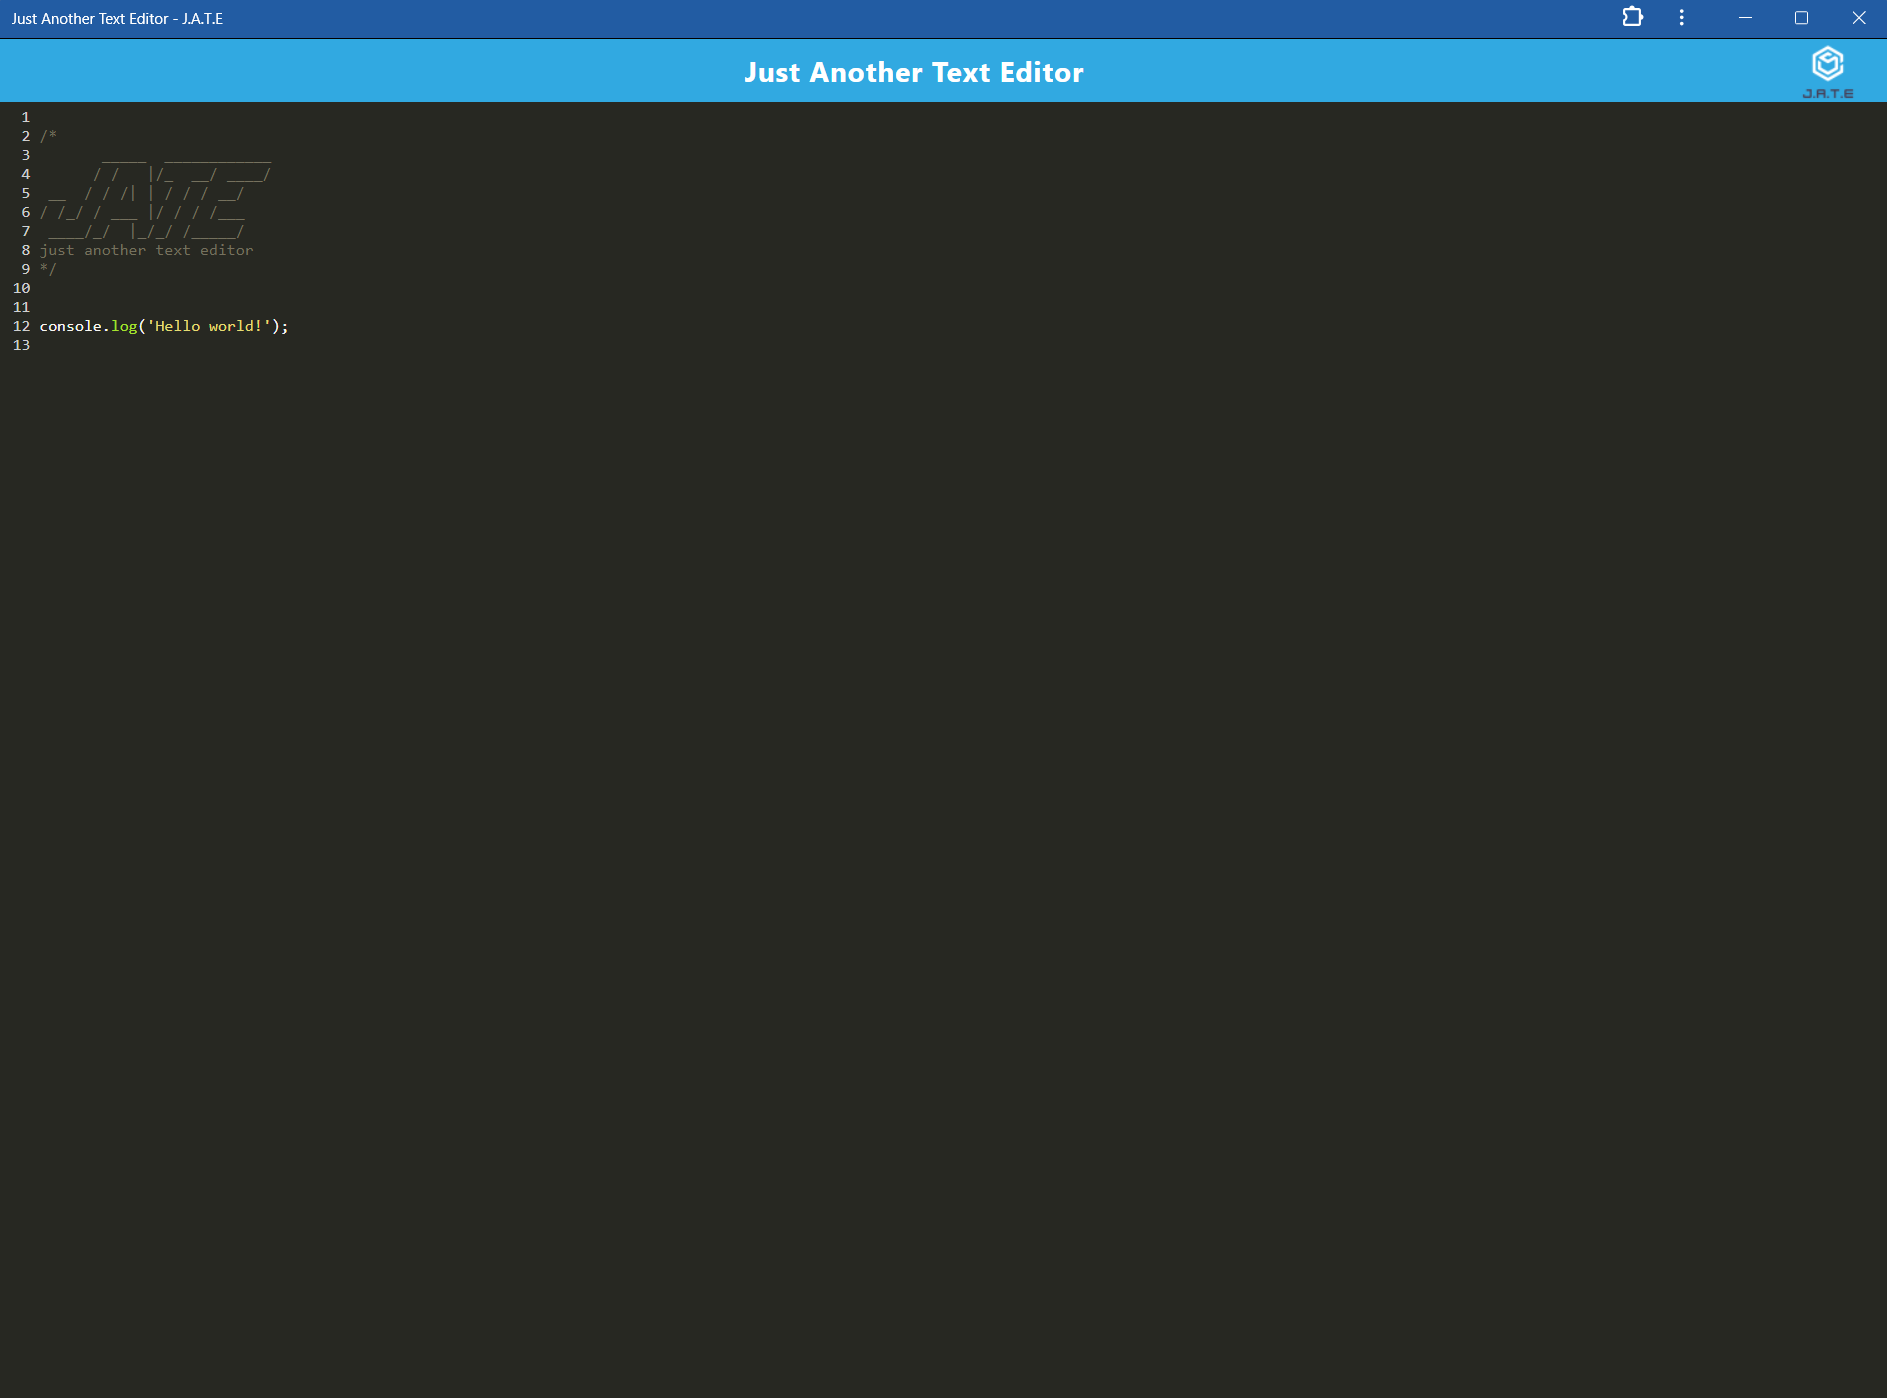 Just Another Text Editor - J.A.T.E
Just Another Text Editor
J.A.T.E
1
2 /*
3        _____  ____________
4       / /   |/_  __/ ____/
5  __  / / /| | / / / __/
6 / /_/ / ___ |/ / / /___
7  ____/_/  |_/_/ /_____/
8 just another text editor
9 */
10
11
12 console.log('Hello world!');
13